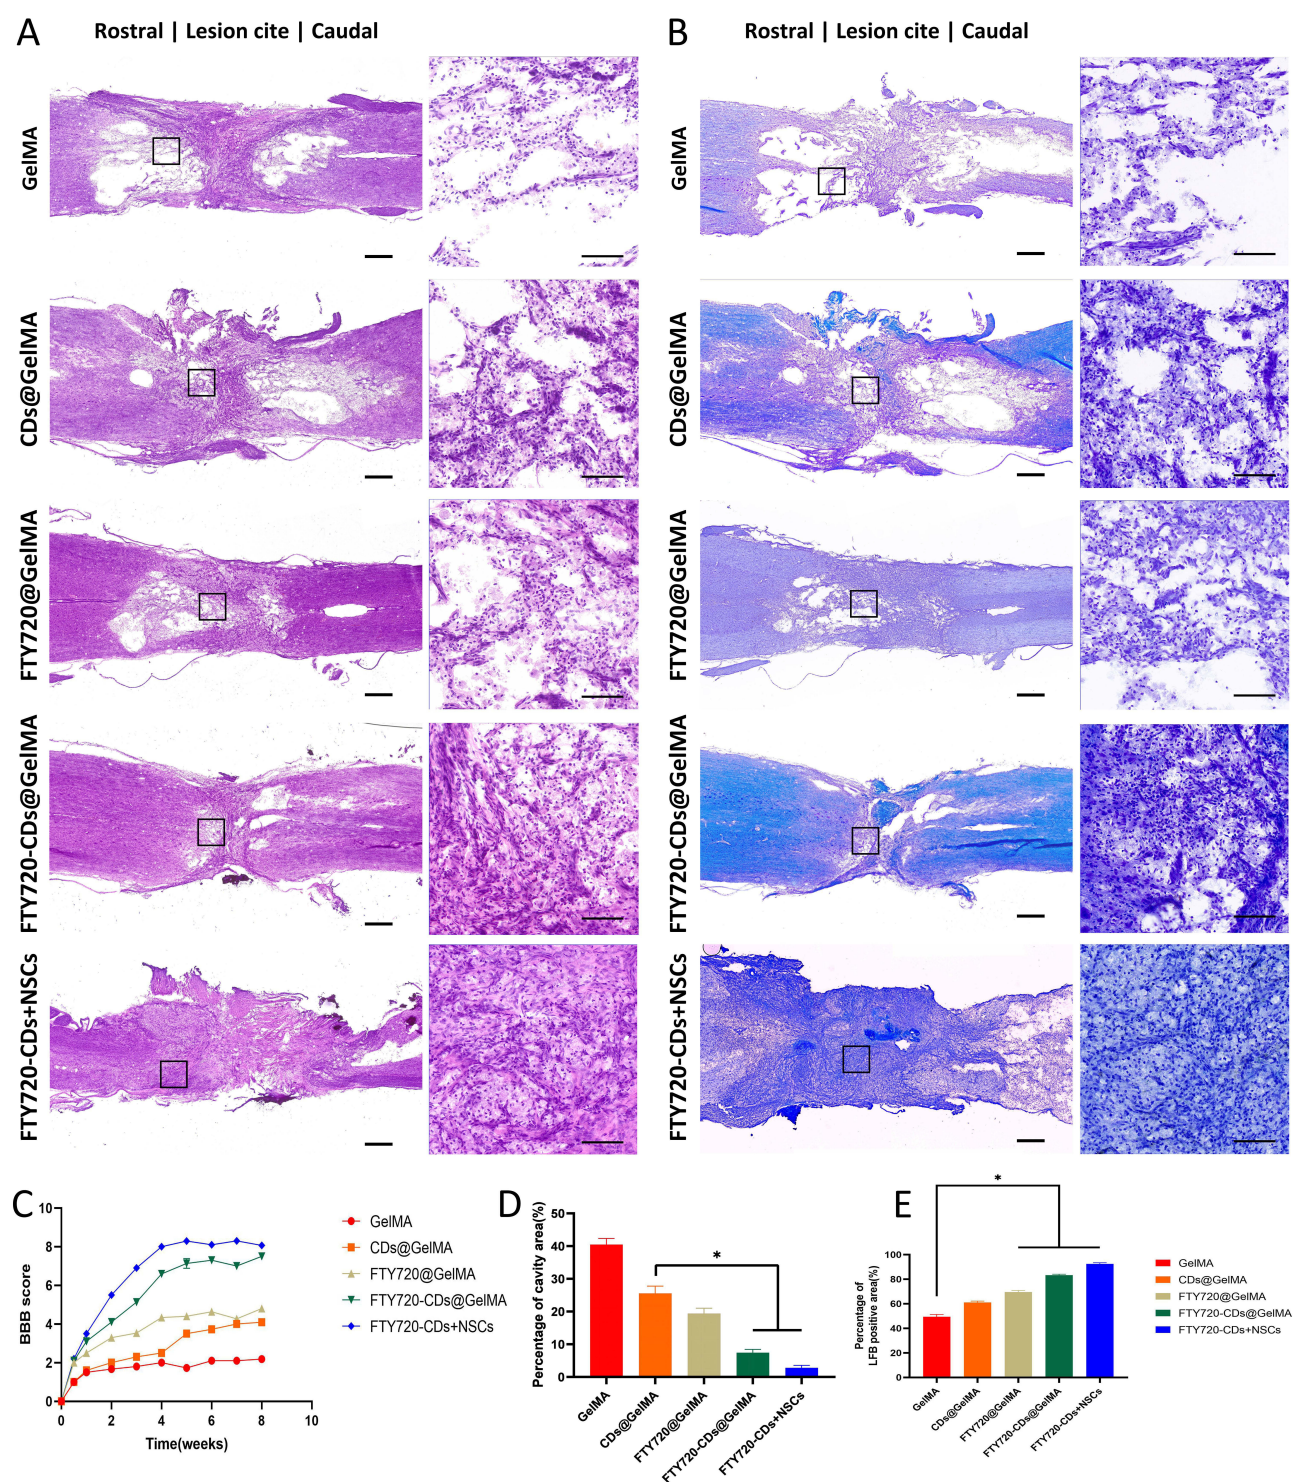 A
Rostral | Lesion cite | Caudal
GelMA
CDs@GelMA
FTY720@GelMA
FTY720-CDs@GelMA
FTY720-CDs+NSCs
B
Rostral | Lesion cite | Caudal
GelMA
CDs@GelMA
FTY720@GelMA
FTY720-CDs@GelMA
FTY720-CDs+NSCs
C
BBB score
10
8
6
4
2
0
0
2
4
6
8
10
Time(weeks)
GelMA
CDs@GelMA
FTY720@GelMA
FTY720-CDs@GelMA
FTY720-CDs+NSCs
D
Percentage of cavity area(%)
50
40
30
20
10
0
*
GelMA
CDs@GelMA
FTY720@GelMA
FTY720-CDs@GelMA
FTY720-CDs+NSCs
E
Percentage of
LFB positive area(%)
100
80
60
40
20
0
*
GelMA
CDs@GelMA
FTY720@GelMA
FTY720-CDs@GelMA
FTY720-CDs+NSCs
GelMA
CDs@GelMA
FTY720@GelMA
FTY720-CDs@GelMA
FTY720-CDs+NSCs